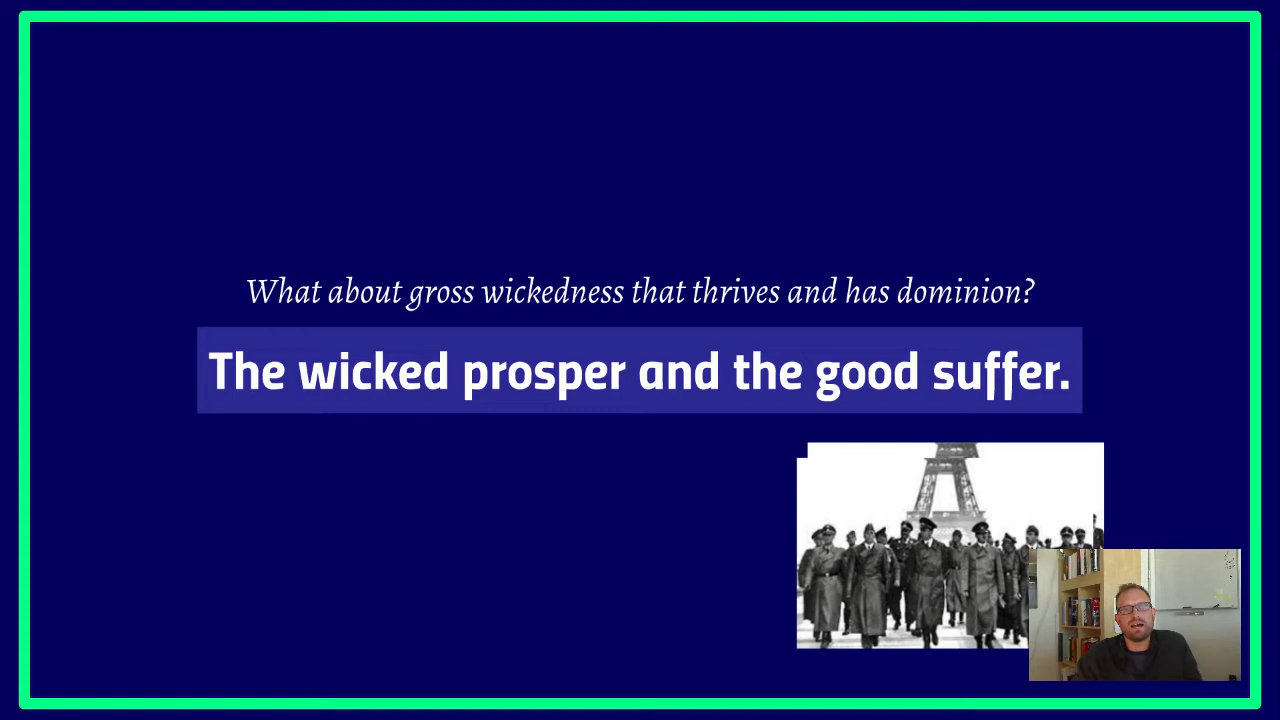 What about gross wickedness that thrives and has dominion?
The wicked prosper and the good suffer.